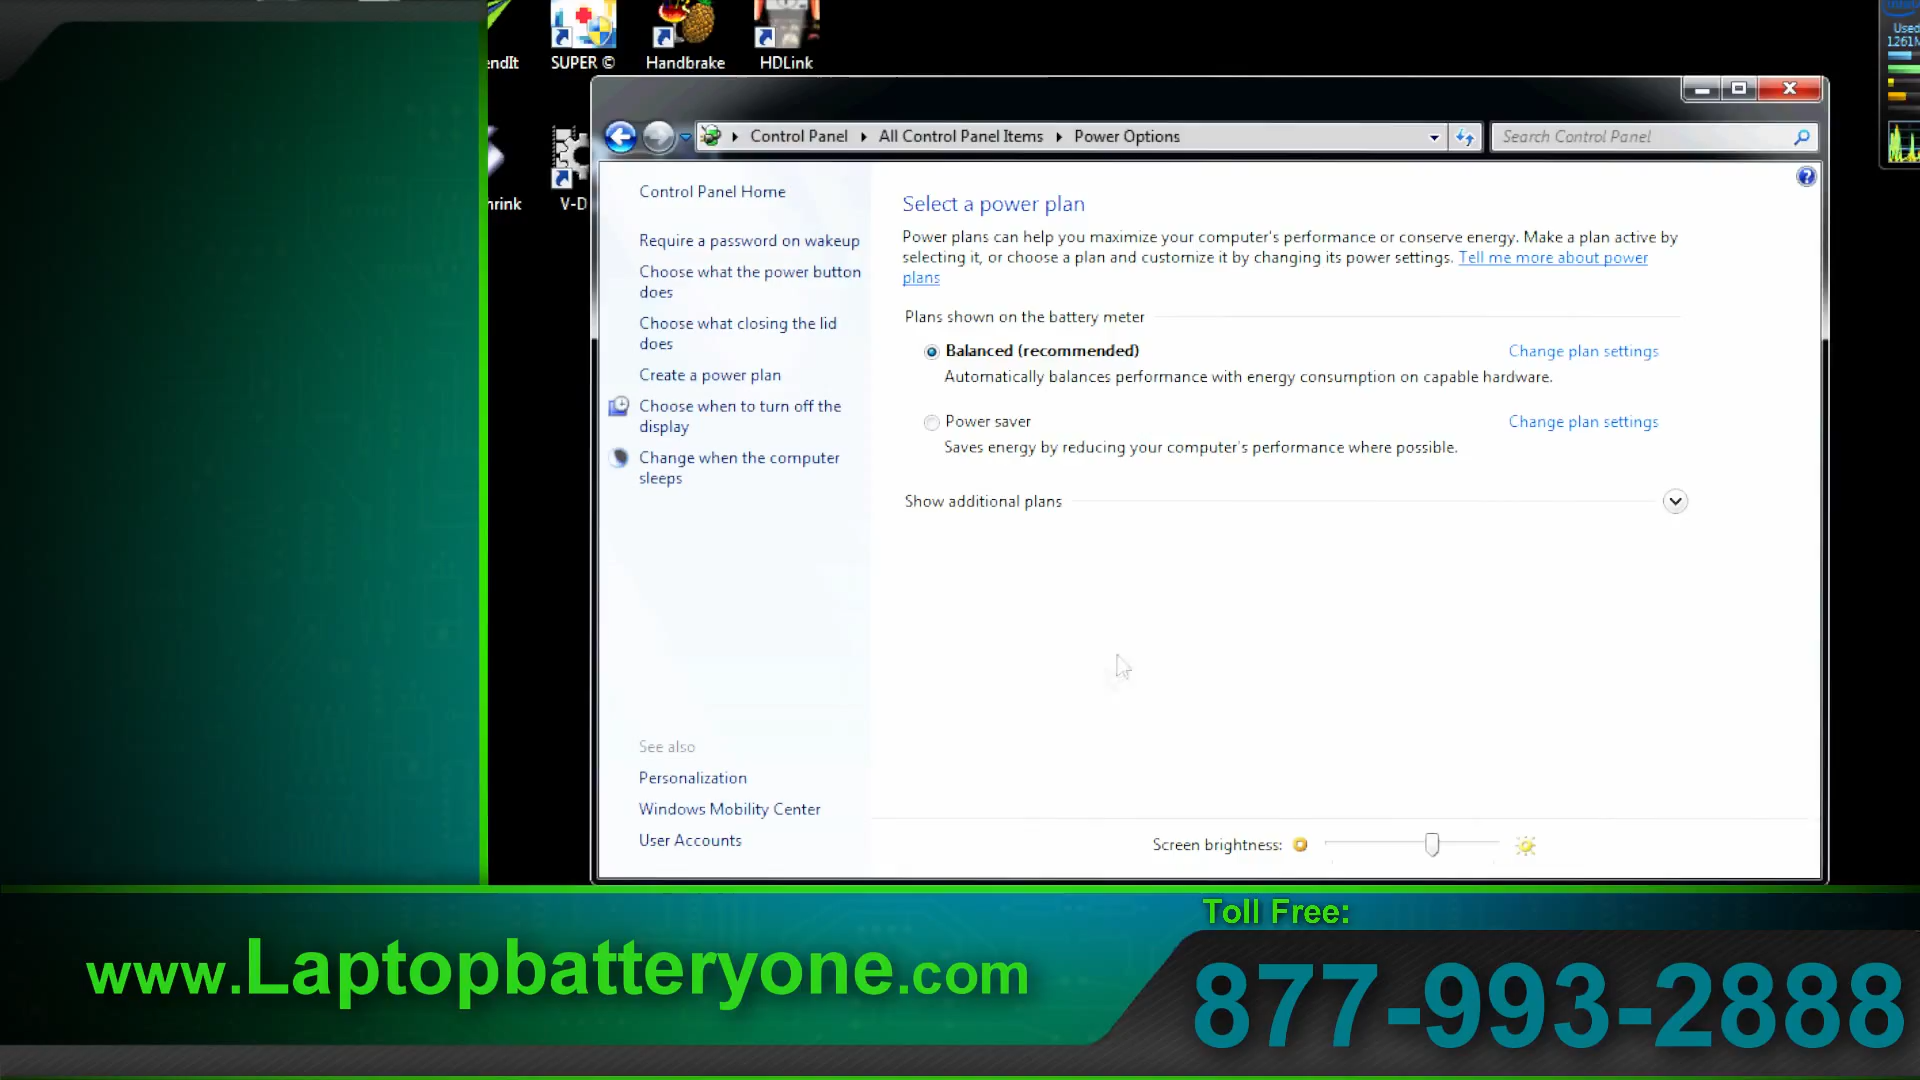 SUPER ©
Handbrake
HDLink
endIt
hrink
V-D
Used
1261M
Control Panel
All Control Panel Items
Power Options
Search Control Panel
Control Panel Home
Require a password on wakeup
Choose what the power button
does
Choose what closing the lid
does
Create a power plan
Choose when to turn off the
display
Change when the computer
sleeps
See also
Personalization
Windows Mobility Center
User Accounts
Select a power plan
Power plans can help you maximize your computer's performance or conserve energy. Make a plan active by
selecting it, or choose a plan and customize it by changing its power settings. Tell me more about power
plans
Plans shown on the battery meter
Balanced (recommended) Change plan settings
Automatically balances performance with energy consumption on capable hardware.
Power saver Change plan settings
Saves energy by reducing your computer's performance where possible.
Show additional plans
Screen brightness:
www.Laptopbatteryone.com
Toll Free:
877-993-2888